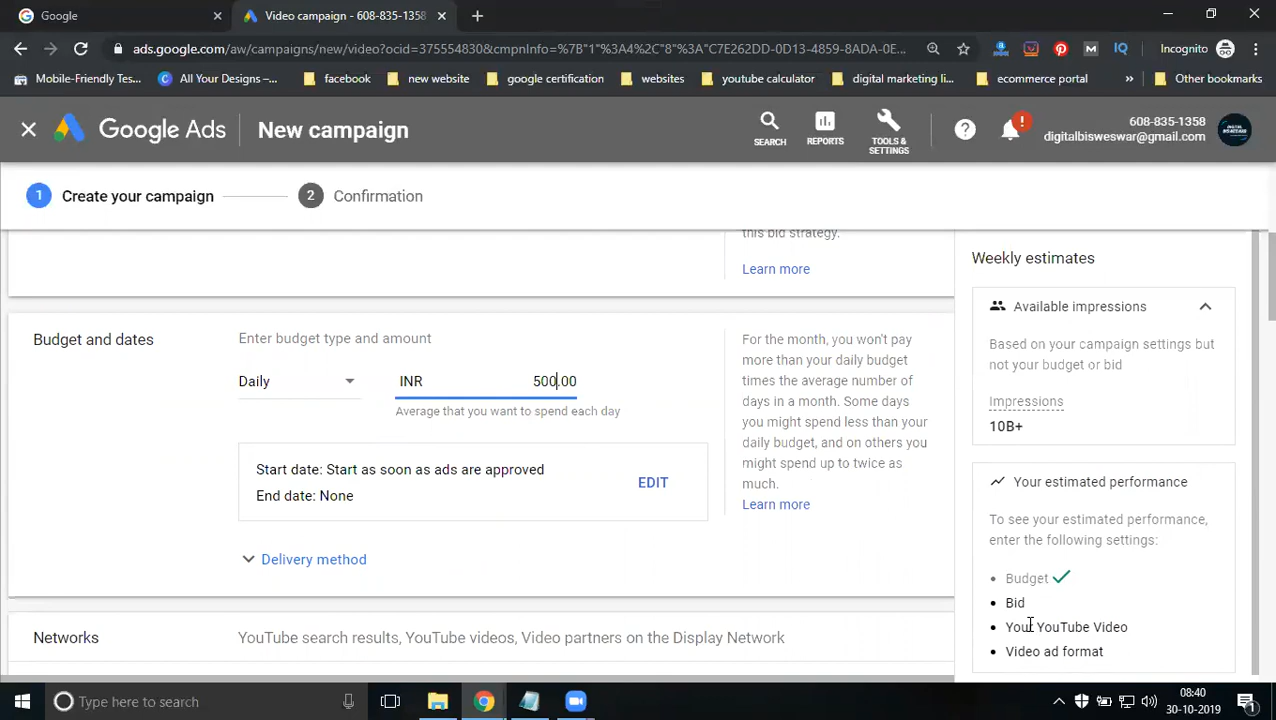 Google
Video campaign - 608-835-1358
ads.google.com/aw/campaigns/new/video?ocid=375554830&cmpnInfo=%7B"1"%3A4%2C"8"%3A"C7E262DD-0D13-4859-8ADA-0E...
Incognito
Mobile-Friendly Tes...
All Your Designs –...
facebook
new website
google certification
websites
youtube calculator
digital marketing li...
ecommerce portal
»
Other bookmarks
Google Ads
New campaign
SEARCH
REPORTS
TOOLS &
SETTINGS
608-835-1358
digitalbisweswar@gmail.com
1 Create your campaign
2 Confirmation
this bid strategy.
Learn more
Budget and dates
Enter budget type and amount
Daily
INR 500.00
Average that you want to spend each day
Start date: Start as soon as ads are approved
End date: None
EDIT
Delivery method
For the month, you won't pay
more than your daily budget
times the average number of
days in a month. Some days
you might spend less than your
daily budget, and on others you
might spend up to twice as
much.
Learn more
Networks
YouTube search results, YouTube videos, Video partners on the Display Network
Weekly estimates
Available impressions
Based on your campaign settings but
not your budget or bid
Impressions
10B+
Your estimated performance
To see your estimated performance,
enter the following settings:
• Budget
• Bid
• Your YouTube Video
• Video ad format
Type here to search
08:40
30-10-2019